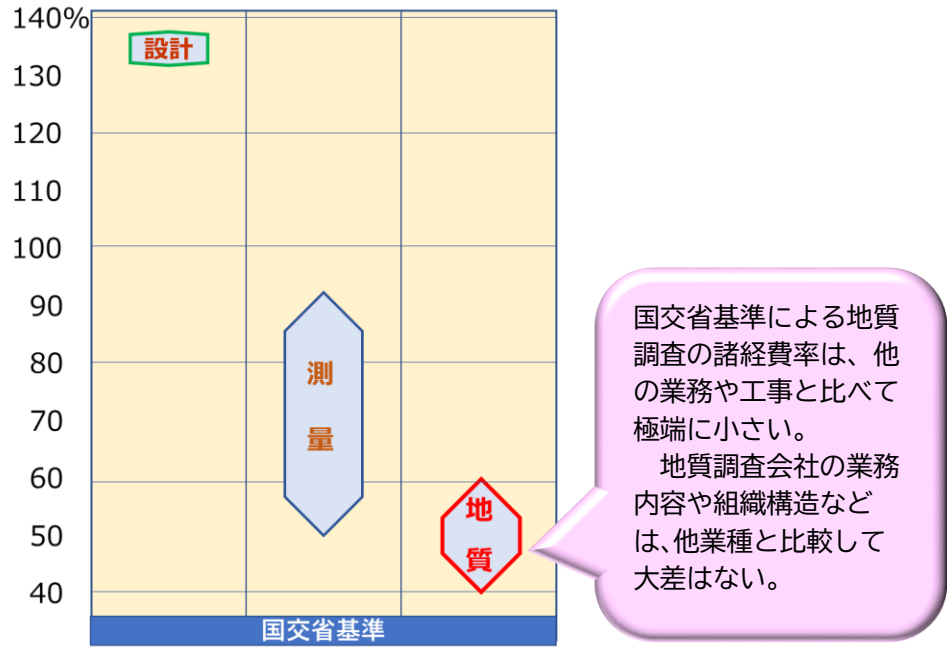 140%
設計
130
120
110
100
90
80
測
量
70
60
50
40
地
質
国交省基準
国交省基準による地質
調査の諸経費率は、他
の業務や工事と比べて
極端に小さい。
　地質調査会社の業務
内容や組織構造など
は、他業種と比較して
大差はない。